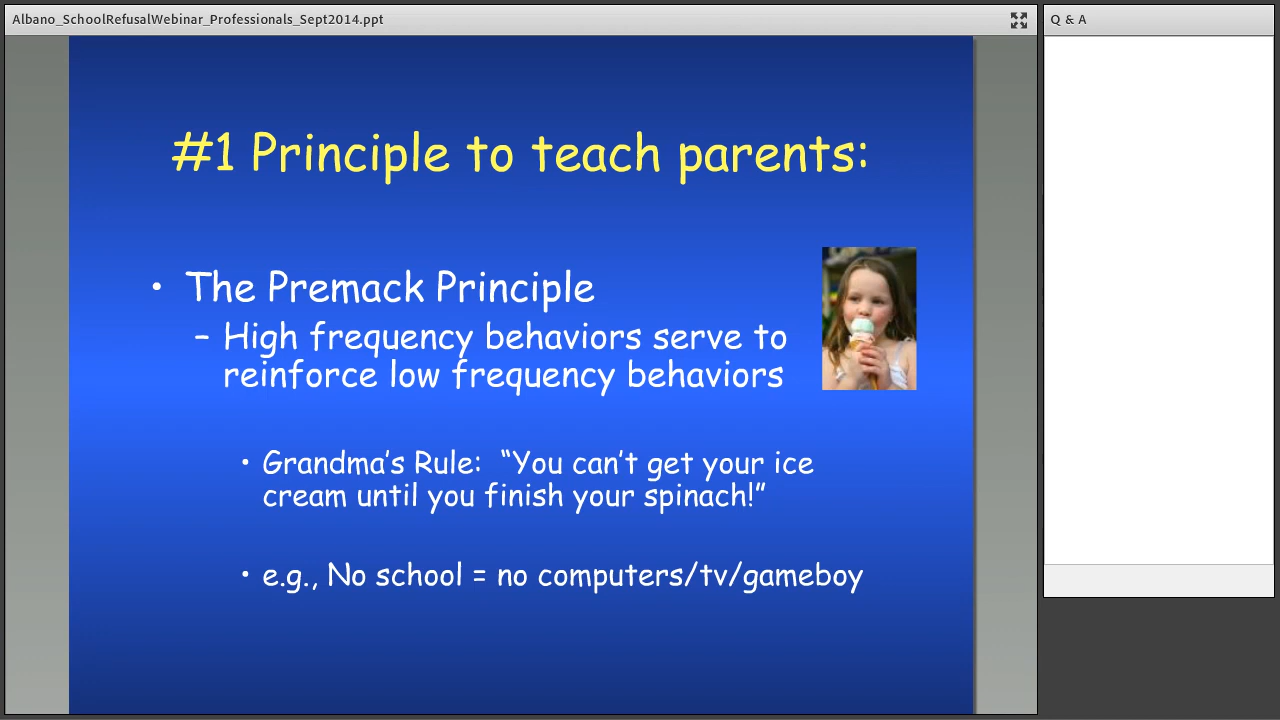 Albano_SchoolRefusalWebinar_Professionals_Sept2014.ppt
Q & A
#1 Principle to teach parents:
• The Premack Principle
– High frequency behaviors serve to
reinforce low frequency behaviors
• Grandma's Rule:  “You can't get your ice
cream until you finish your spinach!”
• e.g., No school = no computers/tv/gameboy